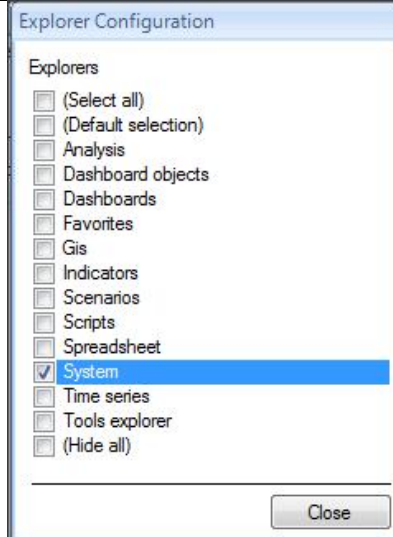 Explorer Configuration
Explorers
(Select all)
(Default selection)
Analysis
Dashboard objects
Dashboards
Favorites
Gis
Indicators
Scenarios
Scripts
Spreadsheet
System
Time series
Tools explorer
(Hide all)
Close